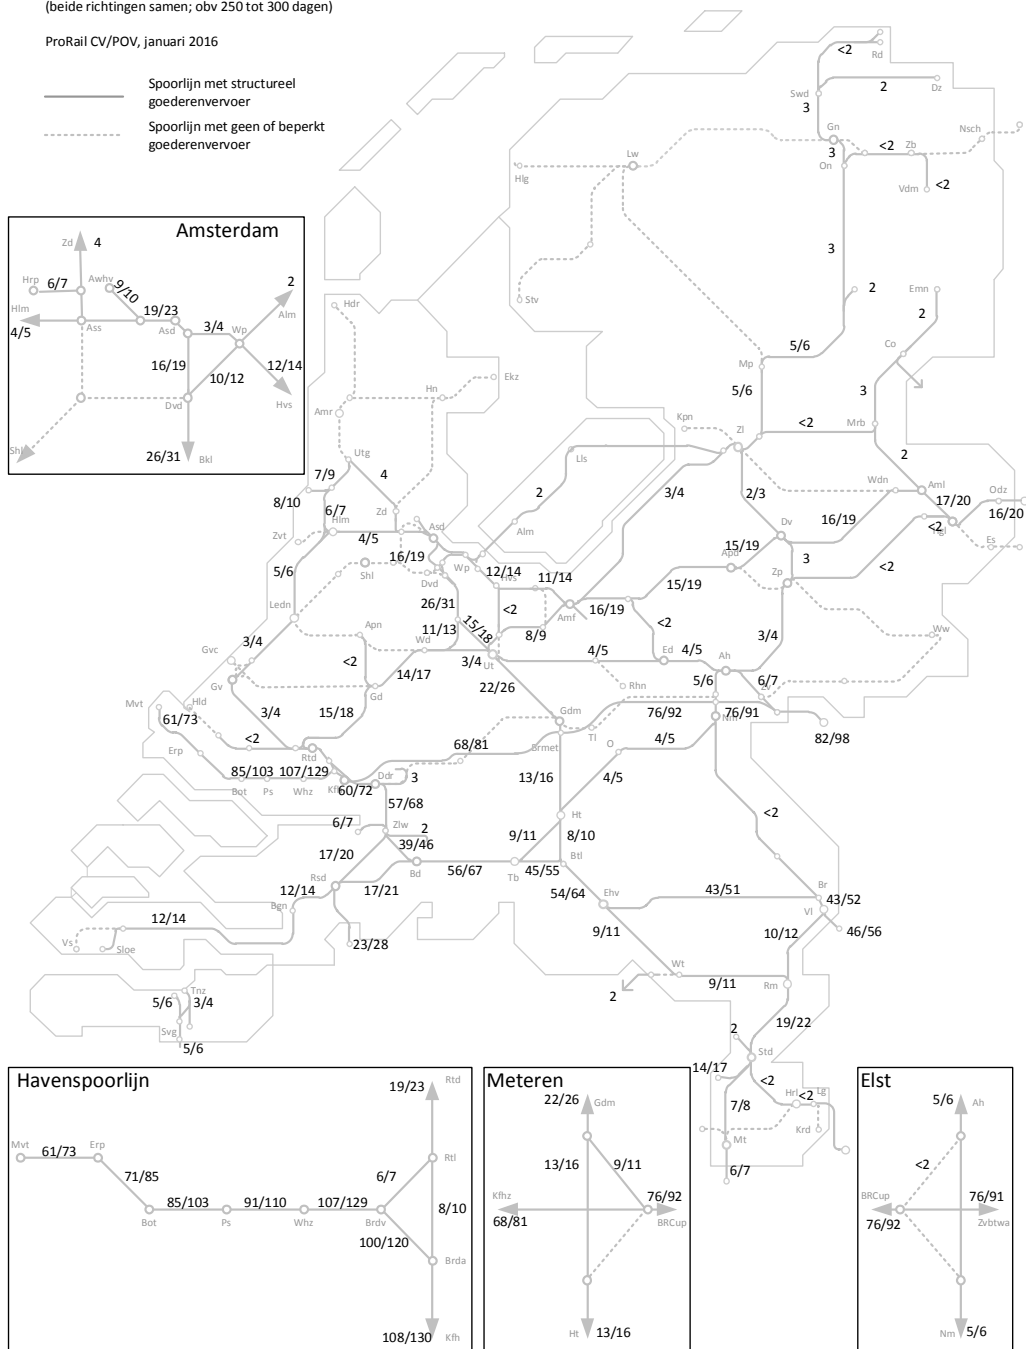 (beide richtingen samen; obv 250 tot 300 dagen)
ProRail CV/POV, januari 2016
Spoorlijn met structureel
goederenvervoer
Spoorlijn met geen of beperkt
goederenvervoer
<2
Rd
Swd
2
Dz
3
Gn
Nsch
3
<2
Zb
On
Vdm
<2
Lw
Hlg
3
Stv
2
Emn
2
Co
5/6
Mp
5/6
3
Kpn
Zl
<2
Mrb
2
Amsterdam
Zd
4
Hrp
6/7
Awhv
9/10
2
Hlm
4/5
Ass
19/23
Asd
3/4
Wp
Alm
16/19
10/12
12/14
Hvs
Dvd
Shl
26/31
Bkl
Hdr
Hn
Ekz
Amr
Utg
7/9
4
8/10
6/7
Hlm
Zd
Zvt
4/5
Asd
16/19
Lls
2
Alm
3/4
2/3
Wdn
Aml
17/20
Odz
16/20
<2
Hgl
Es
Dv
16/19
15/19
Apd
3
Zp
<2
5/6
Shl
Dvd
Wp
12/14
Hvs
11/14
26/31
<2
Amf
16/19
15/19
Ledn
Apn
11/13
15/18
8/9
<2
3/4
Ww
Gvc
3/4
<2
Wd
3/4
Ut
4/5
Ed
4/5
Ah
Gv
Gd
14/17
22/26
Rhn
5/6
6/7
Zv
Mvt
Hld
61/73
3/4
15/18
Gdm
76/92
76/91
Nm
82/98
Erp
<2
Rtd
68/81
Brmet
Tl
O
4/5
85/103
107/129
Bot
Ps
Whz
Kfh
60/72
Ddr
3
4/5
57/68
13/16
6/7
Zlw
2
Ht
<2
39/46
9/11
8/10
17/20
Bd
56/67
Tb
45/55
Btl
Rsd
17/21
12/14
Bgn
54/64
Ehv
43/51
Br
43/52
Vl
12/14
Vs
Sloe
23/28
9/11
10/12
46/56
Wt
Rm
2
9/11
Tnz
5/6
3/4
Svg
5/6
19/22
2
Std
14/17
<2
7/8
Hrl
<2
Lg
Krd
Mt
6/7
Havenspoorlijn
19/23
Rtd
Mvt
61/73
Erp
71/85
6/7
Rtl
85/103
91/110
107/129
8/10
Bot
Ps
Whz
Brdv
100/120
Brda
108/130
Kfh
Meteren
22/26
Gdm
13/16
9/11
Kfhz
68/81
76/92
BRCup
Ht
13/16
Elst
5/6
Ah
<2
BRCup
76/92
76/91
Zvbtwa
Nm
5/6